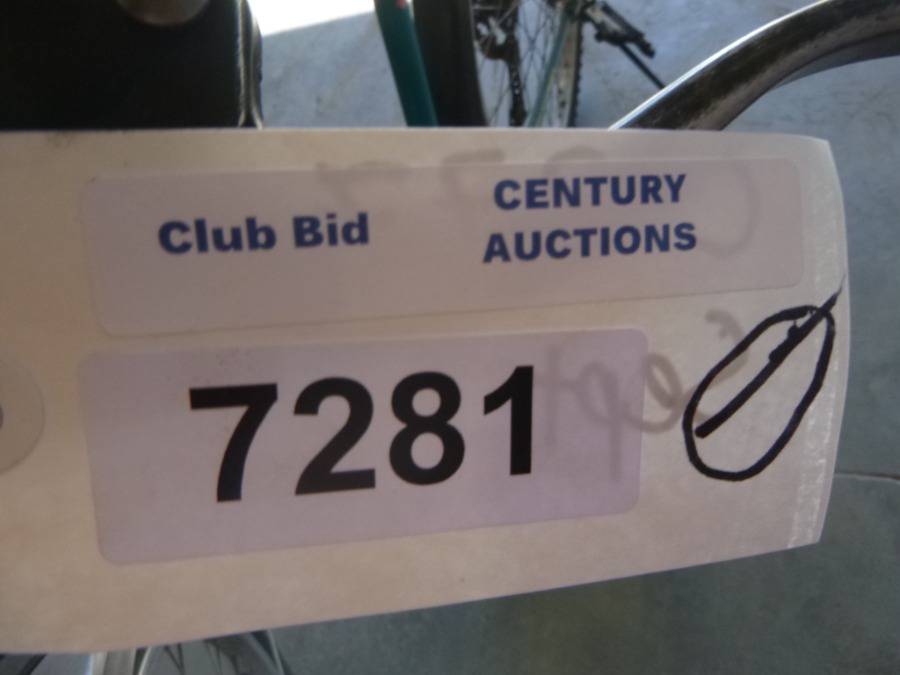 Club Bid
CENTURY
AUCTIONS
7281